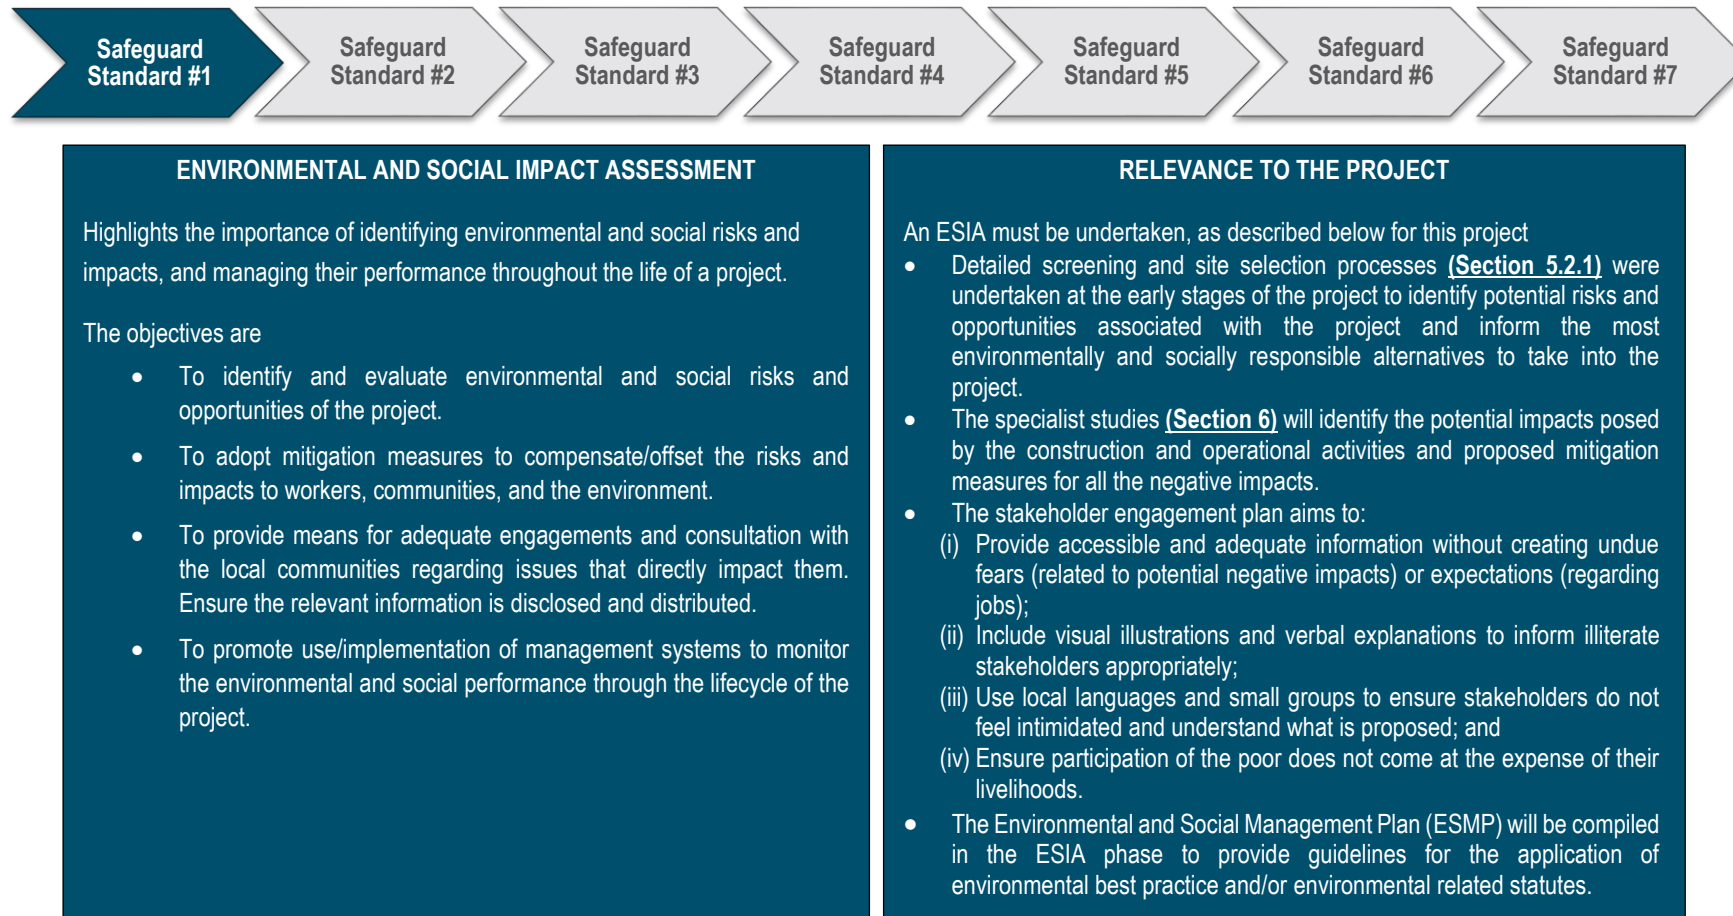 Safeguard
Standard #1
Safeguard
Standard #2
Safeguard
Standard #3
Safeguard
Standard #4
Safeguard
Standard #5
Safeguard
Standard #6
Safeguard
Standard #7
ENVIRONMENTAL AND SOCIAL IMPACT ASSESSMENT
Highlights the importance of identifying environmental and social risks and
impacts, and managing their performance throughout the life of a project.
The objectives are
• To identify and evaluate environmental and social risks and
opportunities of the project.
• To adopt mitigation measures to compensate/offset the risks and
impacts to workers, communities, and the environment.
• To provide means for adequate engagements and consultation with
the local communities regarding issues that directly impact them.
Ensure the relevant information is disclosed and distributed.
• To promote use/implementation of management systems to monitor
the environmental and social performance through the lifecycle of the
project.
RELEVANCE TO THE PROJECT
An ESIA must be undertaken, as described below for this project
• Detailed screening and site selection processes (Section 5.2.1) were
undertaken at the early stages of the project to identify potential risks and
opportunities associated with the project and inform the most
environmentally and socially responsible alternatives to take into the
project.
• The specialist studies (Section 6) will identify the potential impacts posed
by the construction and operational activities and proposed mitigation
measures for all the negative impacts.
• The stakeholder engagement plan aims to:
(i) Provide accessible and adequate information without creating undue
fears (related to potential negative impacts) or expectations (regarding
jobs);
(ii) Include visual illustrations and verbal explanations to inform illiterate
stakeholders appropriately;
(iii) Use local languages and small groups to ensure stakeholders do not
feel intimidated and understand what is proposed; and
(iv) Ensure participation of the poor does not come at the expense of their
livelihoods.
• The Environmental and Social Management Plan (ESMP) will be compiled
in the ESIA phase to provide guidelines for the application of
environmental best practice and/or environmental related statutes.